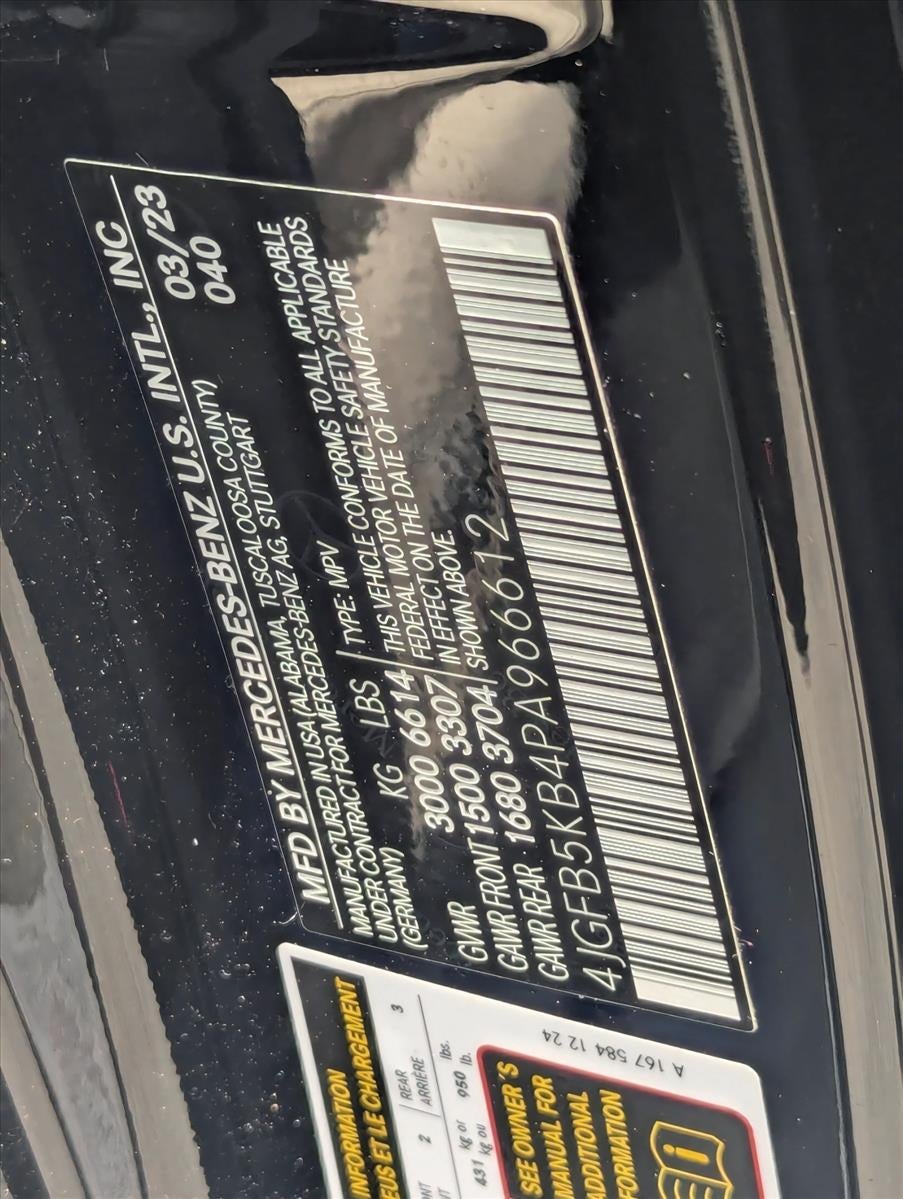 MFD BY MERCEDES-BENZ U.S. INTL., INC
MANUFACTURED IN USA (ALABAMA, TUSCALOOSA COUNTY)
03/'23
UNDER CONTRACT FOR MERCEDES-BENZ AG, STUTTGART
040
(GERMANY)
KG LBS
TYPE: MPV
GVWR 3000 6614
GAWR FRONT 1500 3307
GAWR REAR 1680 3704
THIS VEHICLE CONFORMS TO ALL APPLICABLE
FEDERAL MOTOR VEHICLE SAFETY STANDARDS
IN EFFECT ON THE DATE OF MANUFACTURE
SHOWN ABOVE.
4JGFB5KB4PA966612
INFORMATION
ET LE CHARGEMENT
2
REAR
ARRIÈRE
3
431 kg or
kg ou
950 lbs.
lb.
SEE OWNER'S
MANUAL FOR
ADDITIONAL
INFORMATION
i
A 167 584 12 24